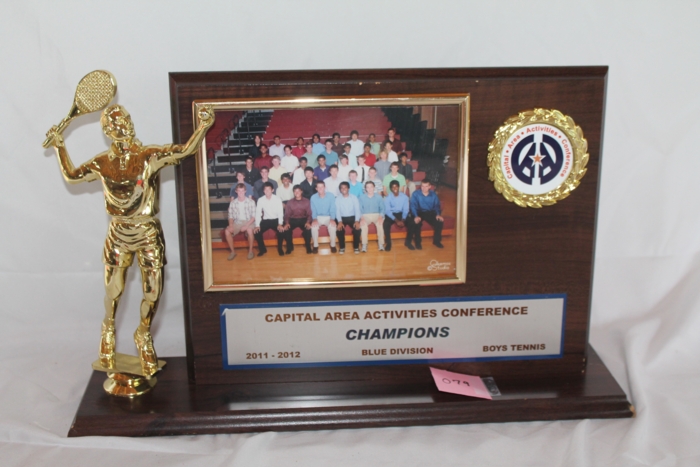 Capital • Area • Activities • Conference
CAPITAL AREA ACTIVITIES CONFERENCE
CHAMPIONS
2011 - 2012 BLUE DIVISION BOYS TENNIS
079